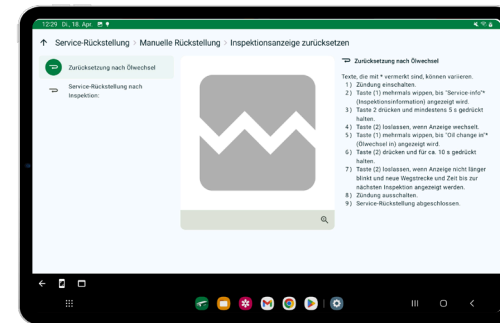 12:29 Di., 18. Apr.
Service-Rückstellung > Manuelle Rückstellung > Inspektionsanzeige zurücksetzen
Zurücksetzung nach Ölwechsel
Service-Rückstellung nach
Inspektion:
Zurücksetzung nach Ölwechsel
Texte, die mit * vermerkt sind, können variieren.
1) Zündung einschalten.
2) Taste (1) mehrmals wippen, bis "Service-info"*
(Inspektionsinformation) angezeigt wird.
3) Taste 2 drücken und mindestens 5 s gedrückt
halten.
4) Taste (2) loslassen, wenn Anzeige wechselt.
5) Taste (1) mehrmals wippen, bis "Oil change in"*
(Ölwechsel in) angezeigt wird.
6) Taste (2) drücken und für ca. 10 s gedrückt
halten.
7) Taste (2) loslassen, wenn Anzeige nicht länger
blinkt und neue Wegstrecke und Zeit bis zur
nächsten Inspektion angezeigt werden.
8) Zündung ausschalten.
9) Service-Rückstellung abgeschlossen.